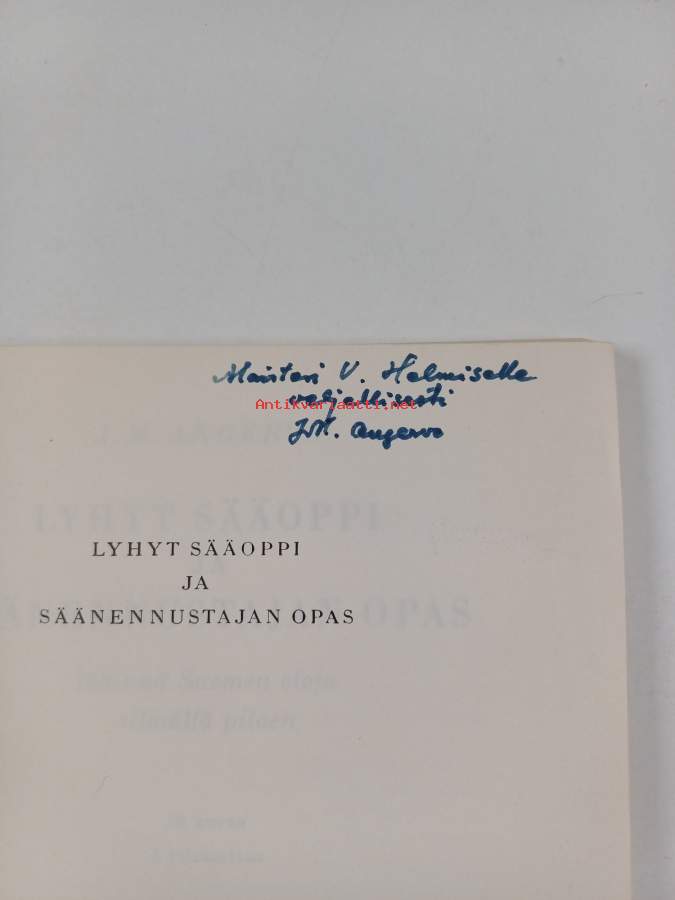 Maisteri V. Helmiselle
veljellisesti
Antikvariaatti.net
J.M. Angervo
LYHYT SÄÄOPPI
JA
SÄÄNENNUSTAJAN OPAS